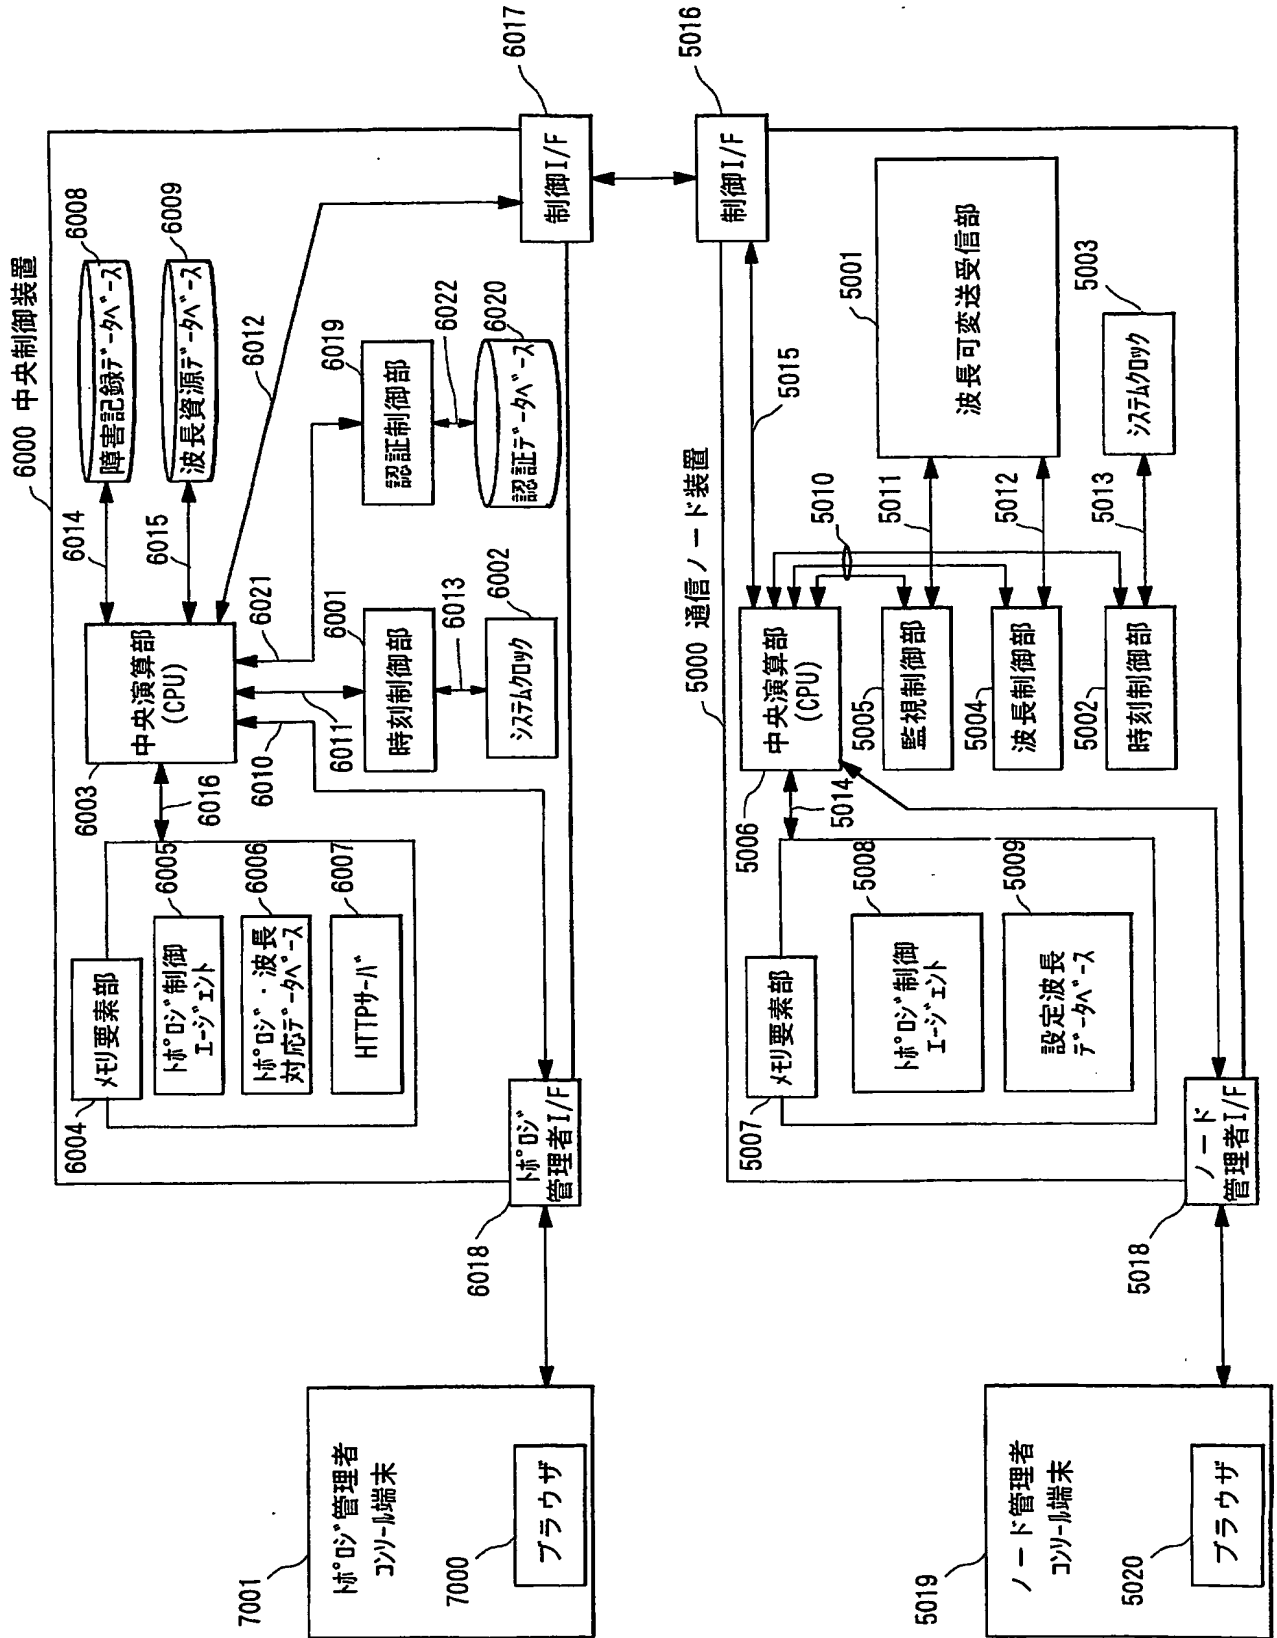 6000 中央制御装置
6004
メモリ要素部
トポロジ制御
エージェント
6005
トポロジ・波長
対応データベース
6006
HTTPサーバ
6007
6003
中央演算部
(CPU)
6016
6014
6015
障害記録データベース
6008
波長資源データベース
6009
6012
6010
6011
6021
時刻制御部
6001
6013
システムクロック
6002
認証制御部
6019
6022
認証データベース
6020
制御I/F
6017
トポロジ
管理者I/F
6018
7001
トポロジ管理者
コンソール端末
7000
ブラウザ
5000 通信ノード装置
5007
メモリ要素部
トポロジ制御
エージェント
5008
設定波長
データベース
5009
5006
中央演算部
(CPU)
5014
5015
制御I/F
5016
5005
監視制御部
5004
波長制御部
5002
時刻制御部
5010
5011
5012
5013
5001
波長可変送受信部
システムクロック
5003
ノード
管理者I/F
5018
5019
ノード管理者
コンソール端末
5020
ブラウザ